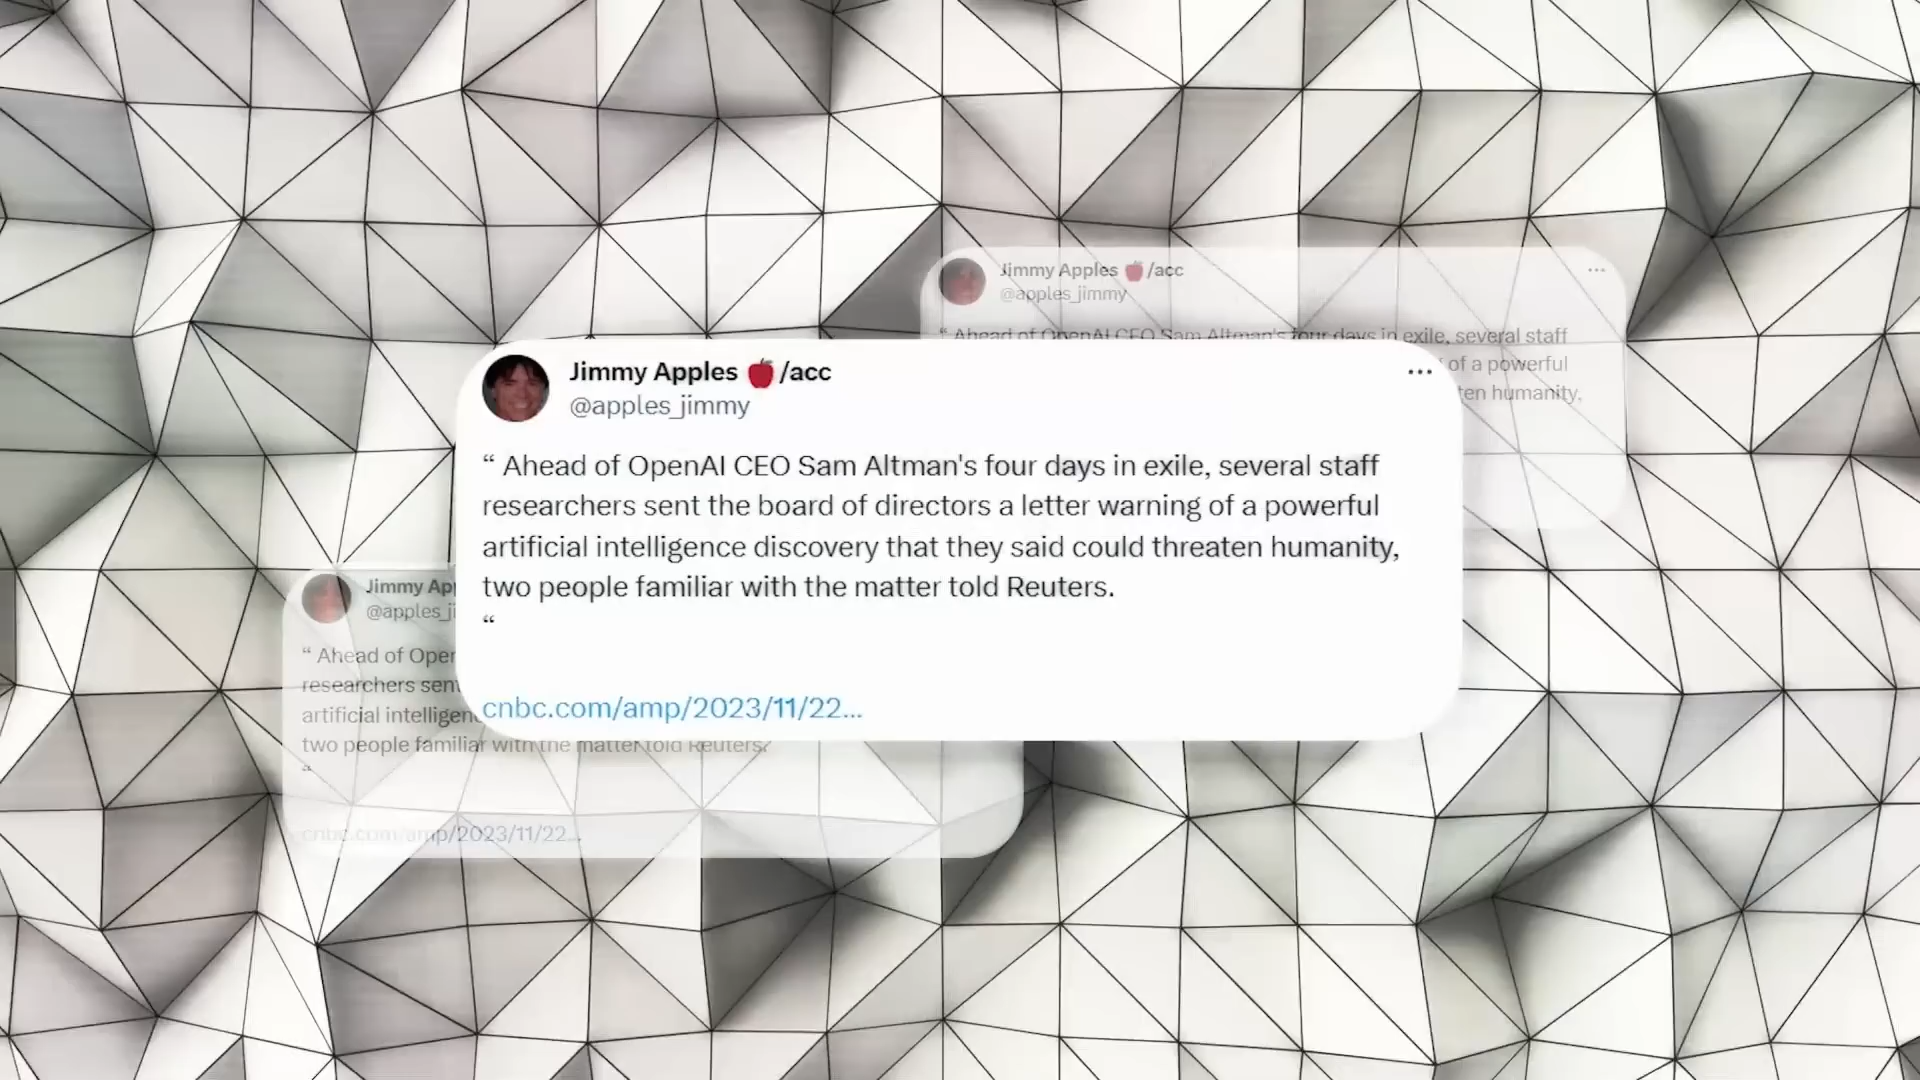 Jimmy Apples 🍎/acc
@apples_jimmy
“ Ahead of OpenAI CEO Sam Altman's four days in exile, several staff
of a powerful
ten humanity,
Jimmy Apples 🍎/acc
@apples_jimmy
“ Ahead of OpenAI CEO Sam Altman's four days in exile, several staff
researchers sent the board of directors a letter warning of a powerful
artificial intelligence discovery that they said could threaten humanity,
two people familiar with the matter told Reuters.
“
cnbc.com/amp/2023/11/22...
Jimmy Ap
@apples_ji
“ Ahead of Oper
researchers sent
artificial intelligen
two people familiar with the matter told Reuters.
“
cnbc.com/amp/2023/11/22...